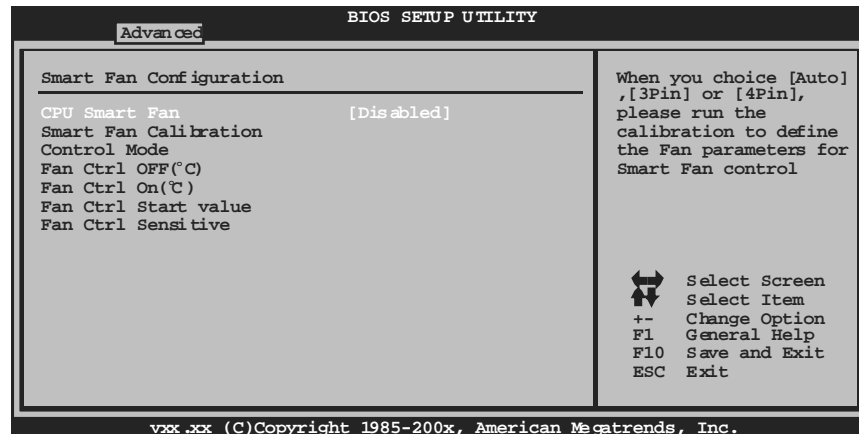 BIOS SETUP UTILITY
Advanced
Smart Fan Configuration
CPU Smart Fan [Disabled]
Smart Fan Calibration
Control Mode
Fan Ctrl OFF(°C)
Fan Ctrl On(°C)
Fan Ctrl Start value
Fan Ctrl Sensitive
When you choice [Auto]
,[3Pin] or [4Pin],
please run the
calibration to define
the Fan parameters for
Smart Fan control
Select Screen
Select Item
+- Change Option
F1 General Help
F10 Save and Exit
ESC Exit
vxx.xx (C)Copyright 1985-200x, American Megatrends, Inc.